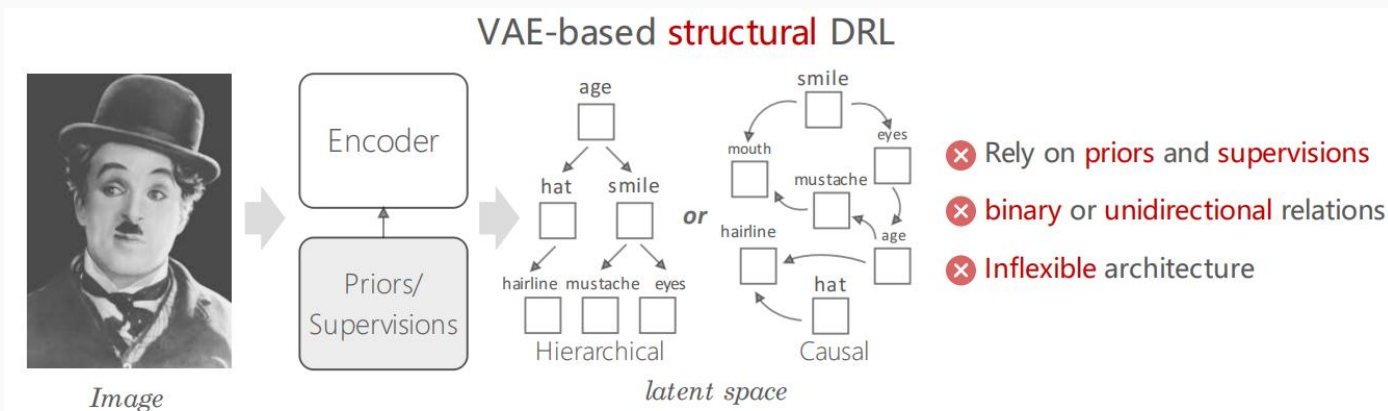 VAE-based structural DRL
Image
Encoder
Priors/
Supervisions
age
hat
smile
hairline
mustache
eyes
Hierarchical
or
smile
mouth
eyes
mustache
hairline
age
hat
Causal
latent space
Rely on priors and supervisions
binary or unidirectional relations
Inflexible architecture